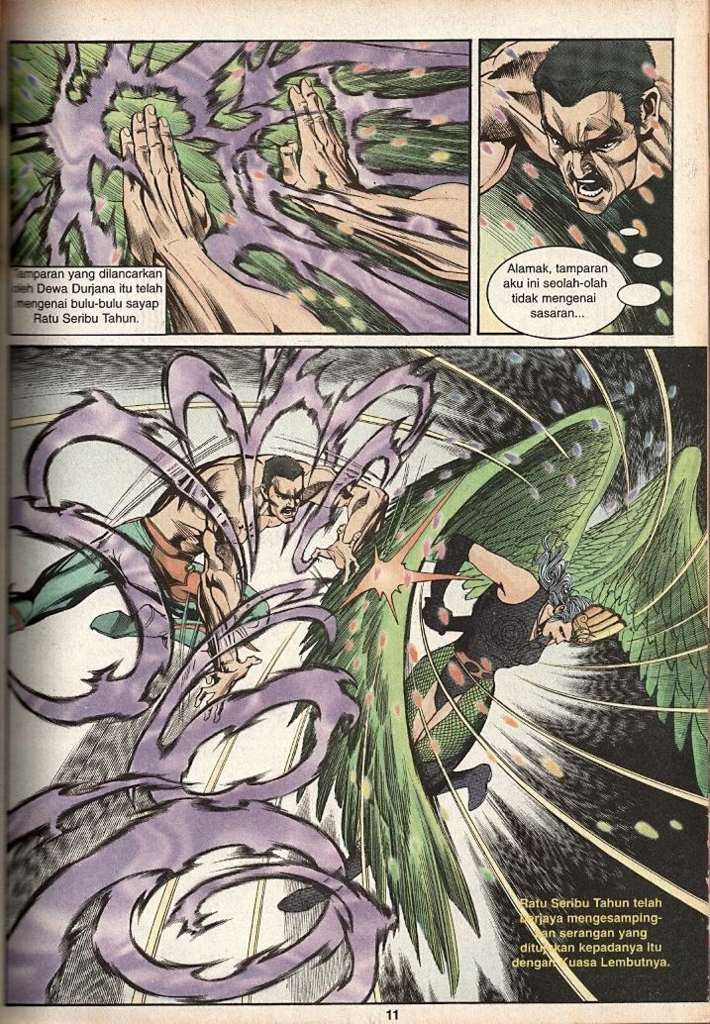 Tamparan yang dilancarkan
oleh Dewa Durjana itu telah
mengenai bulu-bulu sayap
Ratu Seribu Tahun.
Alamak, tamparan
aku ini seolah-olah
tidak mengenai
sasaran...
Ratu Seribu Tahun telah
berjaya mengesamping-
kan serangan yang
ditujukan kepadanya itu
dengan Kuasa Lembutnya.
11